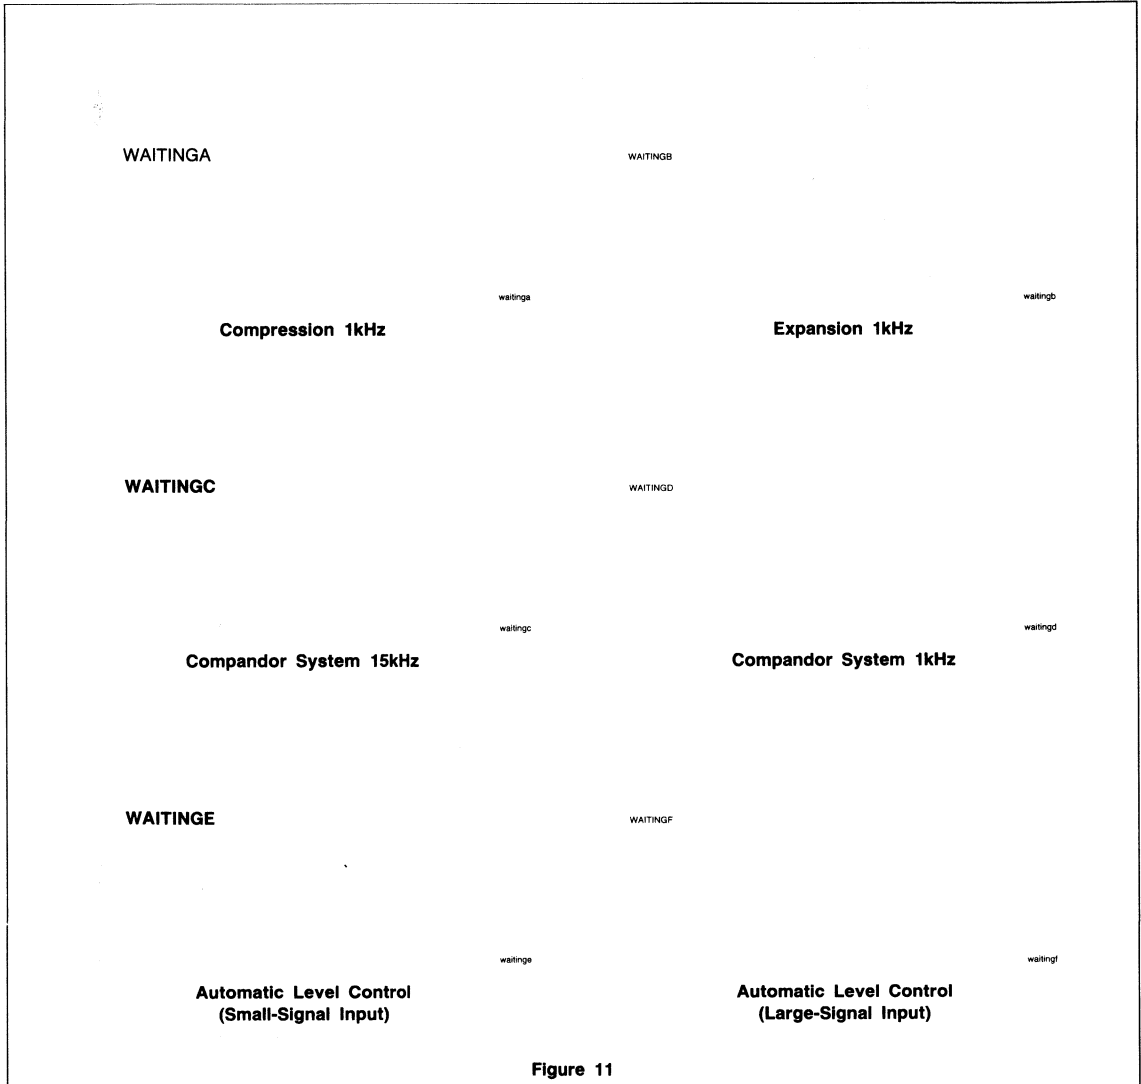 WAITINGA
WAITINGB
waitinga
waitingb
Compression 1kHz
Expansion 1kHz
WAITINGC
WAITINGD
waitingc
waitingd
Compandor System 15kHz
Compandor System 1kHz
WAITINGE
WAITINGF
waitinge
waitingf
Automatic Level Control
(Small-Signal Input)
Automatic Level Control
(Large-Signal Input)
Figure 11